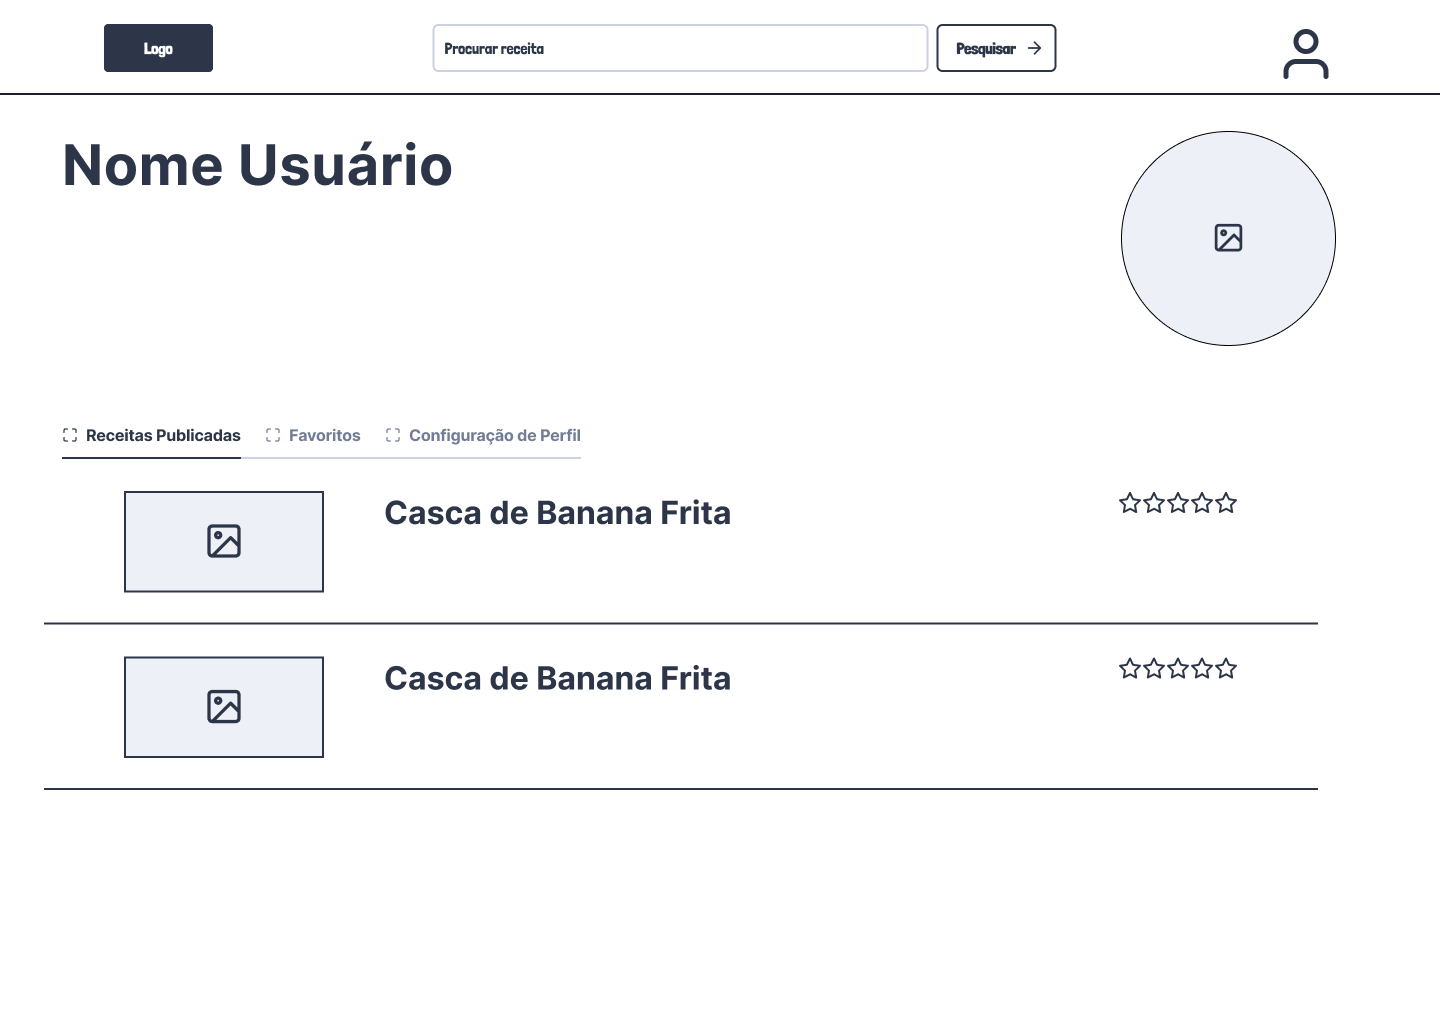 Logo
Procurar receita
Pesquisar
Nome Usuário
Receitas Publicadas
Favoritos
Configuração de Perfil
Casca de Banana Frita
Casca de Banana Frita